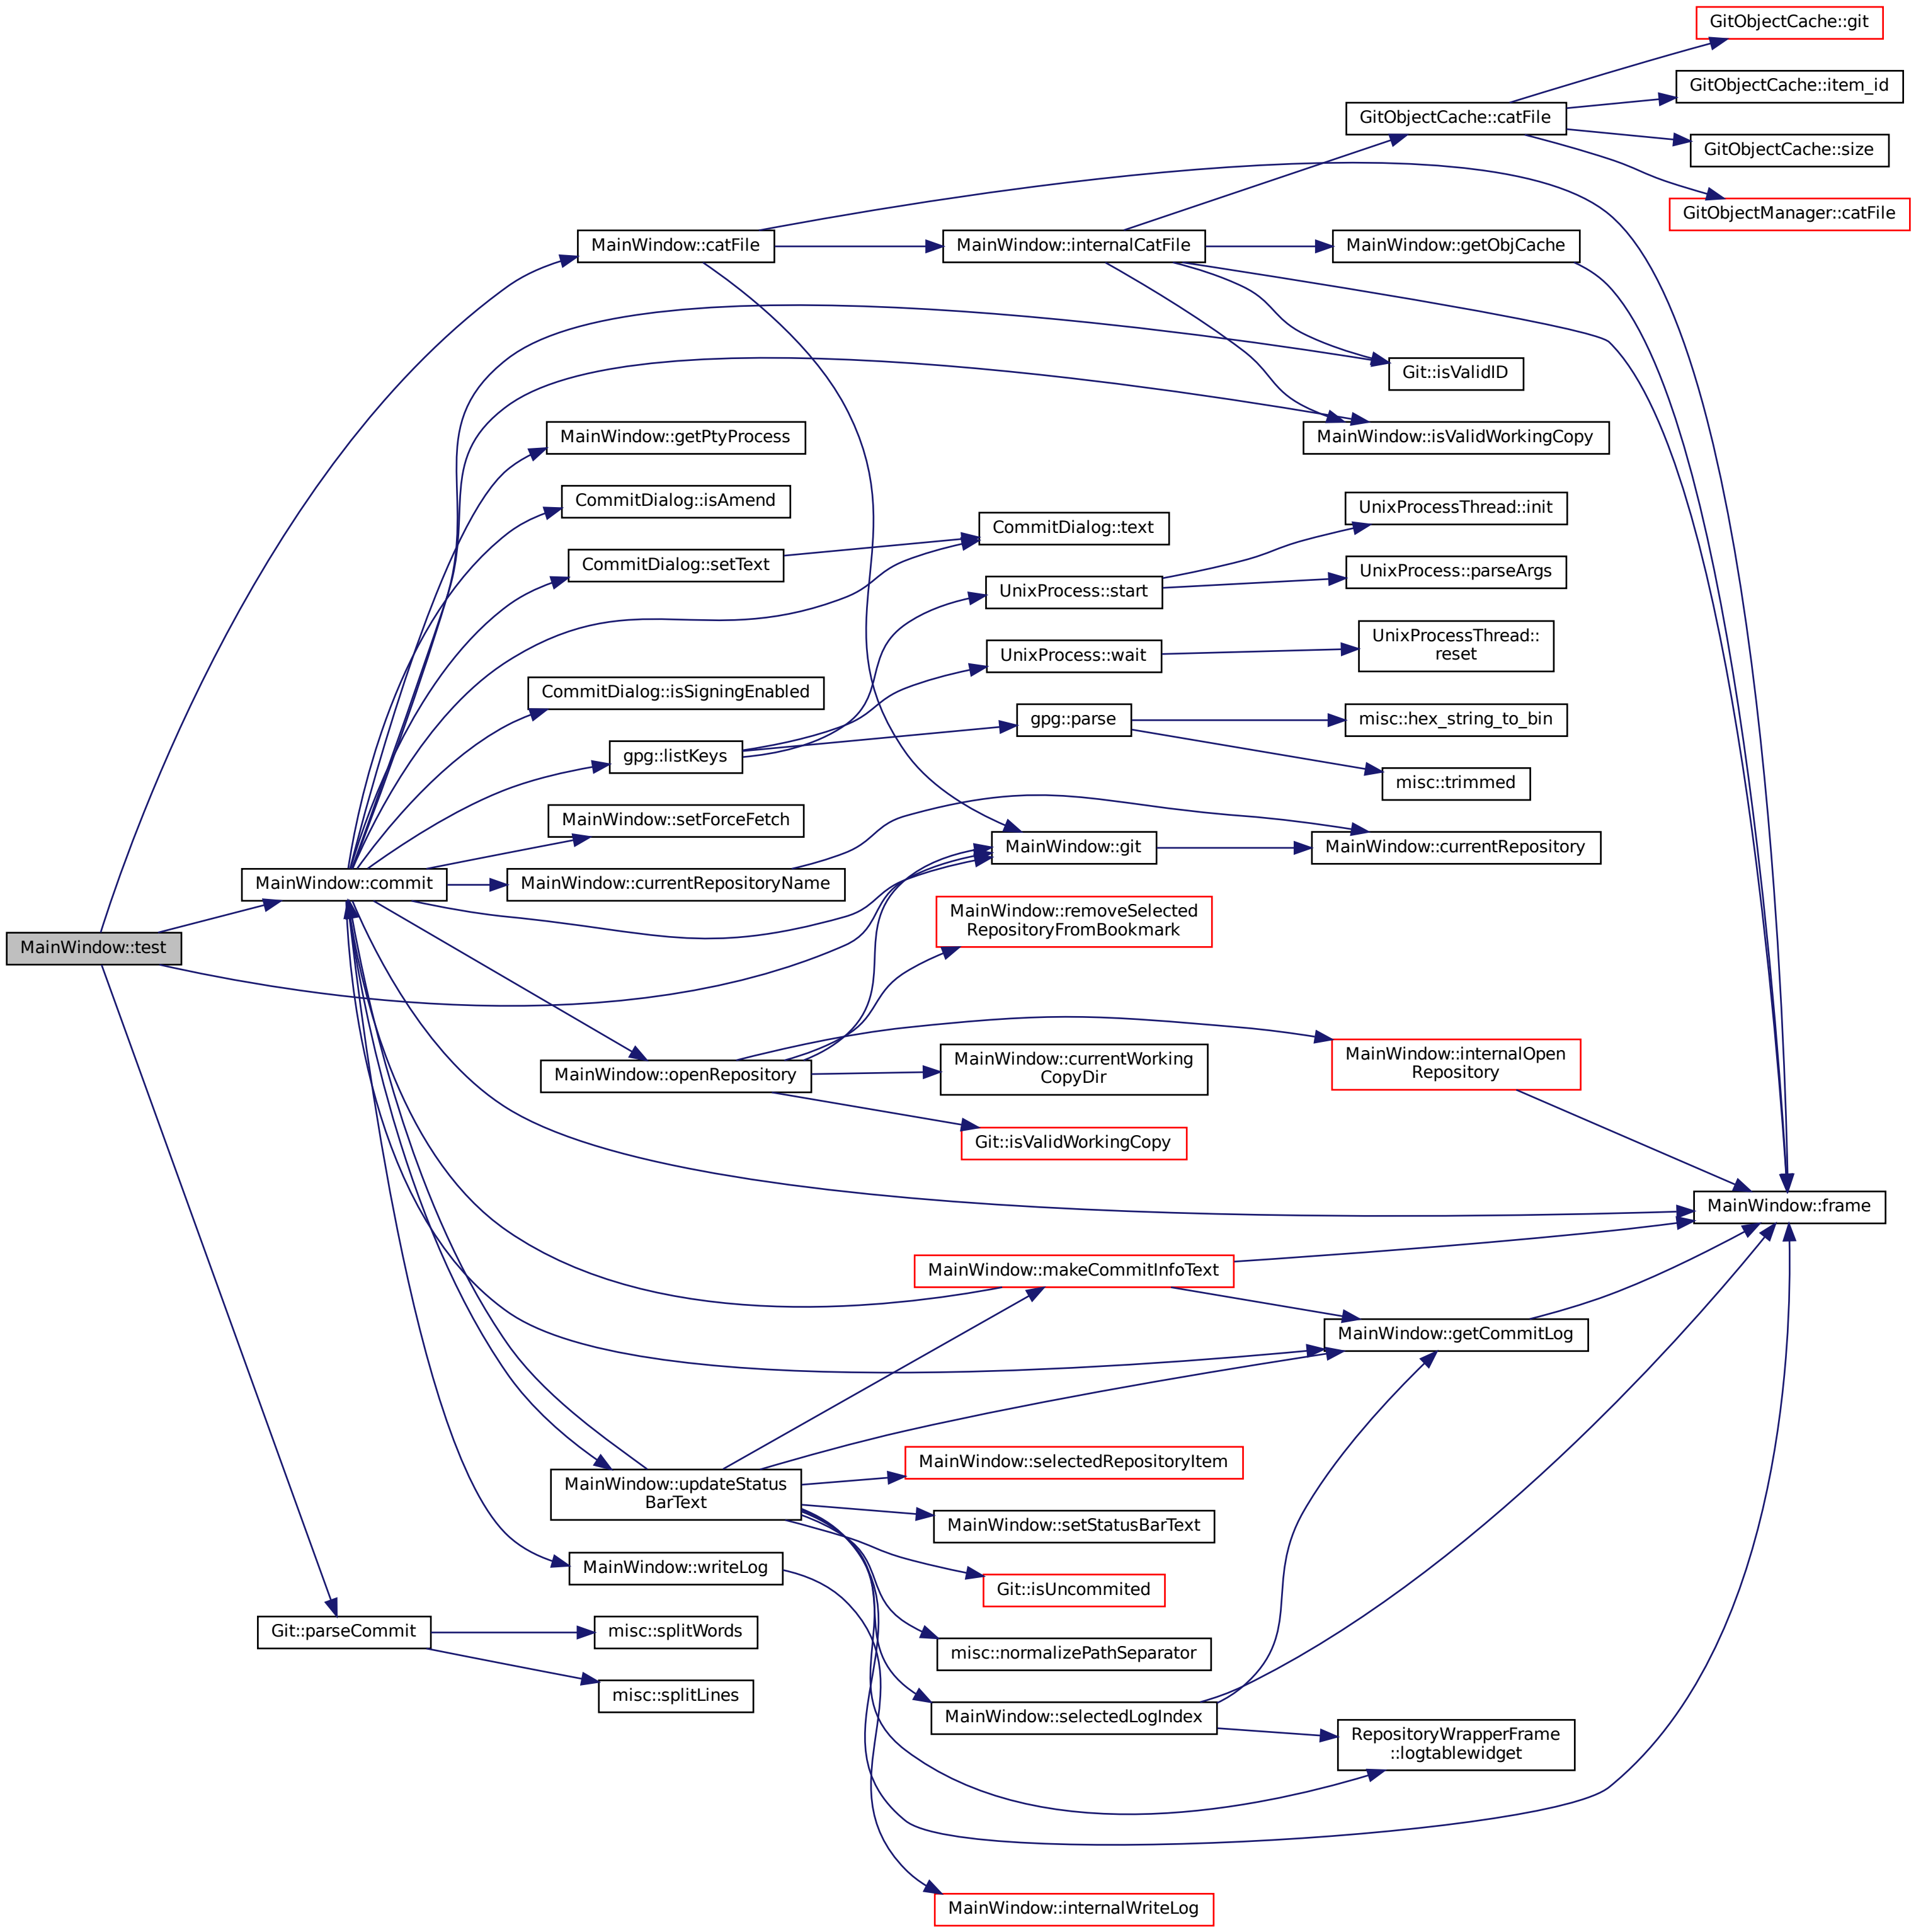 GitObjectCache::git
GitObjectCache::item_id
GitObjectCache::catFile
GitObjectCache::size
GitObjectManager::catFile
MainWindow::catFile
MainWindow::internalCatFile
MainWindow::getObjCache
Git::isValidID
MainWindow::getPtyProcess
MainWindow::isValidWorkingCopy
CommitDialog::isAmend
CommitDialog::text
UnixProcessThread::init
CommitDialog::setText
UnixProcess::start
UnixProcess::parseArgs
UnixProcessThread::
reset
UnixProcess::wait
CommitDialog::isSigningEnabled
gpg::parse
misc::hex_string_to_bin
gpg::listKeys
misc::trimmed
MainWindow::setForceFetch
MainWindow::git
MainWindow::currentRepository
MainWindow::commit
MainWindow::currentRepositoryName
MainWindow::removeSelected
RepositoryFromBookmark
MainWindow::test
MainWindow::openRepository
MainWindow::currentWorking
CopyDir
MainWindow::internalOpen
Repository
Git::isValidWorkingCopy
MainWindow::frame
MainWindow::makeCommitInfoText
MainWindow::getCommitLog
MainWindow::selectedRepositoryItem
MainWindow::updateStatus
BarText
MainWindow::setStatusBarText
MainWindow::writeLog
Git::isUncommited
Git::parseCommit
misc::splitWords
misc::normalizePathSeparator
misc::splitLines
MainWindow::selectedLogIndex
RepositoryWrapperFrame
::logtablewidget
MainWindow::internalWriteLog